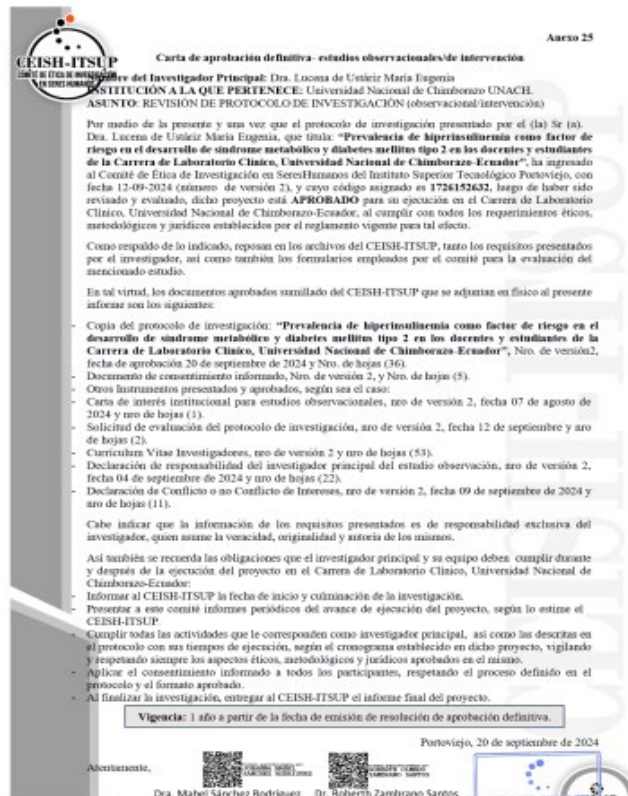 Anexo 25
CEISH-ITSUP
COMITÉ DE ÉTICA DE INVESTIGACIÓN
EN SERES HUMANOS
Carta de aprobación definitiva- estudios observacionales/de intervención
Nombre del Investigador Principal: Dra. Lucena de Ustáriz María Eugenia
INSTITUCIÓN A LA QUE PERTENECE: Universidad Nacional de Chimborazo UNACH.
ASUNTO: REVISIÓN DE PROTOCOLO DE INVESTIGACIÓN (observacional/intervención)
Por medio de la presente y una vez que el protocolo de investigación presentado por el (la) Sr (a).
Dra. Lucena de Ustáriz María Eugenia, que titula: "Prevalencia de hiperinsulinemia como factor de
riesgo en el desarrollo de síndrome metabólico y diabetes mellitus tipo 2 en los docentes y estudiantes
de la Carrera de Laboratorio Clínico, Universidad Nacional de Chimborazo-Ecuador", ha ingresado
al Comité de Ética de Investigación en SeresHumanos del Instituto Superior Tecnológico Portoviejo, con
fecha 12-09-2024 (número de versión 2), y cuyo código asignado es 1726152632, luego de haber sido
revisado y evaluado, dicho proyecto está APROBADO para su ejecución en el Carrera de Laboratorio
Clínico, Universidad Nacional de Chimborazo-Ecuador, al cumplir con todos los requerimientos éticos,
metodológicos y jurídicos establecidos por el reglamento vigente para tal efecto.
Como respaldo de lo indicado, reposan en los archivos del CEISH-ITSUP, tanto los requisitos presentados
por el investigador, así como también los formularios empleados por el comité para la evaluación del
mencionado estudio.
En tal virtud, los documentos aprobados sumillado del CEISH-ITSUP que se adjuntan en físico al presente
informe son los siguientes:
- Copia del protocolo de investigación: "Prevalencia de hiperinsulinemia como factor de riesgo en el
desarrollo de síndrome metabólico y diabetes mellitus tipo 2 en los docentes y estudiantes de la
Carrera de Laboratorio Clínico, Universidad Nacional de Chimborazo-Ecuador", Nro. de versión2,
fecha de aprobación 20 de septiembre de 2024 y Nro. de hojas (36).
- Documento de consentimiento informado, Nro. de versión 2, y Nro. de hojas (5).
- Otros Instrumentos presentados y aprobados, según sea el caso:
- Carta de interés institucional para estudios observacionales, nro de versión 2, fecha 07 de agosto de
2024 y nro de hojas (1).
- Solicitud de evaluación del protocolo de investigación, nro de versión 2, fecha 12 de septiembre y nro
de hojas (2).
- Curriculum Vitae Investigadores, nro de versión 2 y nro de hojas (53).
- Declaración de responsabilidad del investigador principal del estudio observación, nro de versión 2,
fecha 04 de septiembre de 2024 y nro de hojas (22).
- Declaración de Conflicto o no Conflicto de Intereses, nro de versión 2, fecha 09 de septiembre de 2024 y
nro de hojas (11).
Cabe indicar que la información de los requisitos presentados es de responsabilidad exclusiva del
investigador, quien asume la veracidad, originalidad y autoría de los mismos.
Así también se recuerda las obligaciones que el investigador principal y su equipo deben cumplir durante
y después de la ejecución del proyecto en el Carrera de Laboratorio Clínico, Universidad Nacional de
Chimborazo-Ecuador:
- Informar al CEISH-ITSUP la fecha de inicio y culminación de la investigación.
- Presentar a este comité informes periódicos del avance de ejecución del proyecto, según lo estime el
CEISH-ITSUP.
- Cumplir todas las actividades que le corresponden como investigador principal, así como las descritas en
el protocolo con sus tiempos de ejecución, según el cronograma establecido en dicho proyecto, vigilando
y respetando siempre los aspectos éticos, metodológicos y jurídicos aprobados en el mismo.
- Aplicar el consentimiento informado a todos los participantes, respetando el proceso definido en el
protocolo y el formato aprobado.
- Al finalizar la investigación, entregar al CEISH-ITSUP el informe final del proyecto.
Vigencia: 1 año a partir de la fecha de emisión de resolución de aprobación definitiva.
Portoviejo, 20 de septiembre de 2024
Atentamente,
Dra. Mabel Sánchez Rodríguez Dr. Roberth Zambrano Santos